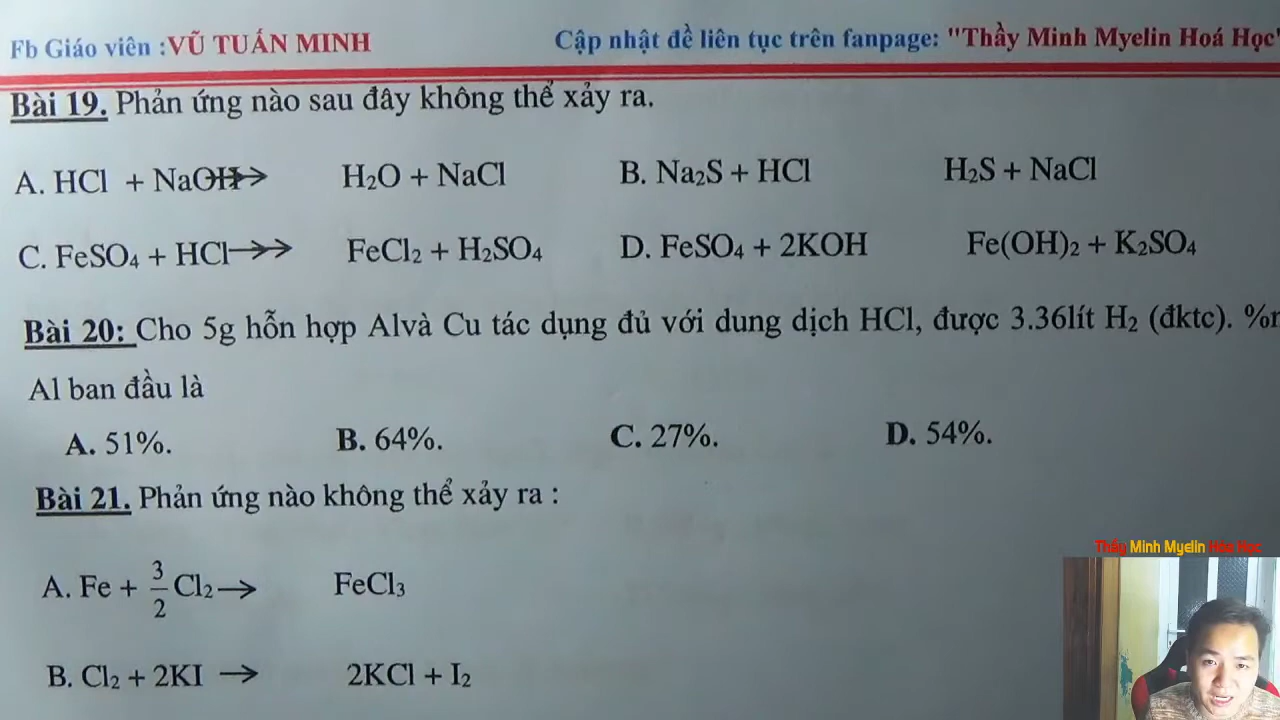 Fb Giáo viên :VŨ TUẤN MINH Cập nhật đề liên tục trên fanpage: "Thầy Minh Myelin Hoá Học"
Bài 19. Phản ứng nào sau đây không thể xảy ra.
A. HCl + NaOH→> H₂O + NaCl B. Na₂S + HCl H₂S + NaCl
C. FeSO₄ + HCl→> FeCl₂ + H₂SO₄ D. FeSO₄ + 2KOH Fe(OH)₂ + K₂SO₄
Bài 20: Cho 5g hỗn hợp Alvà Cu tác dụng đủ với dung dịch HCl, được 3.36lít H₂ (đktc).
Al ban đầu là
A. 51%. B. 64%. C. 27%. D. 54%.
Bài 21. Phản ứng nào không thể xảy ra :
A. Fe + 3/2 Cl₂ → FeCl₃
B. Cl₂ + 2KI → 2KCl + I₂
Thầy Minh Myelin Hóa Học